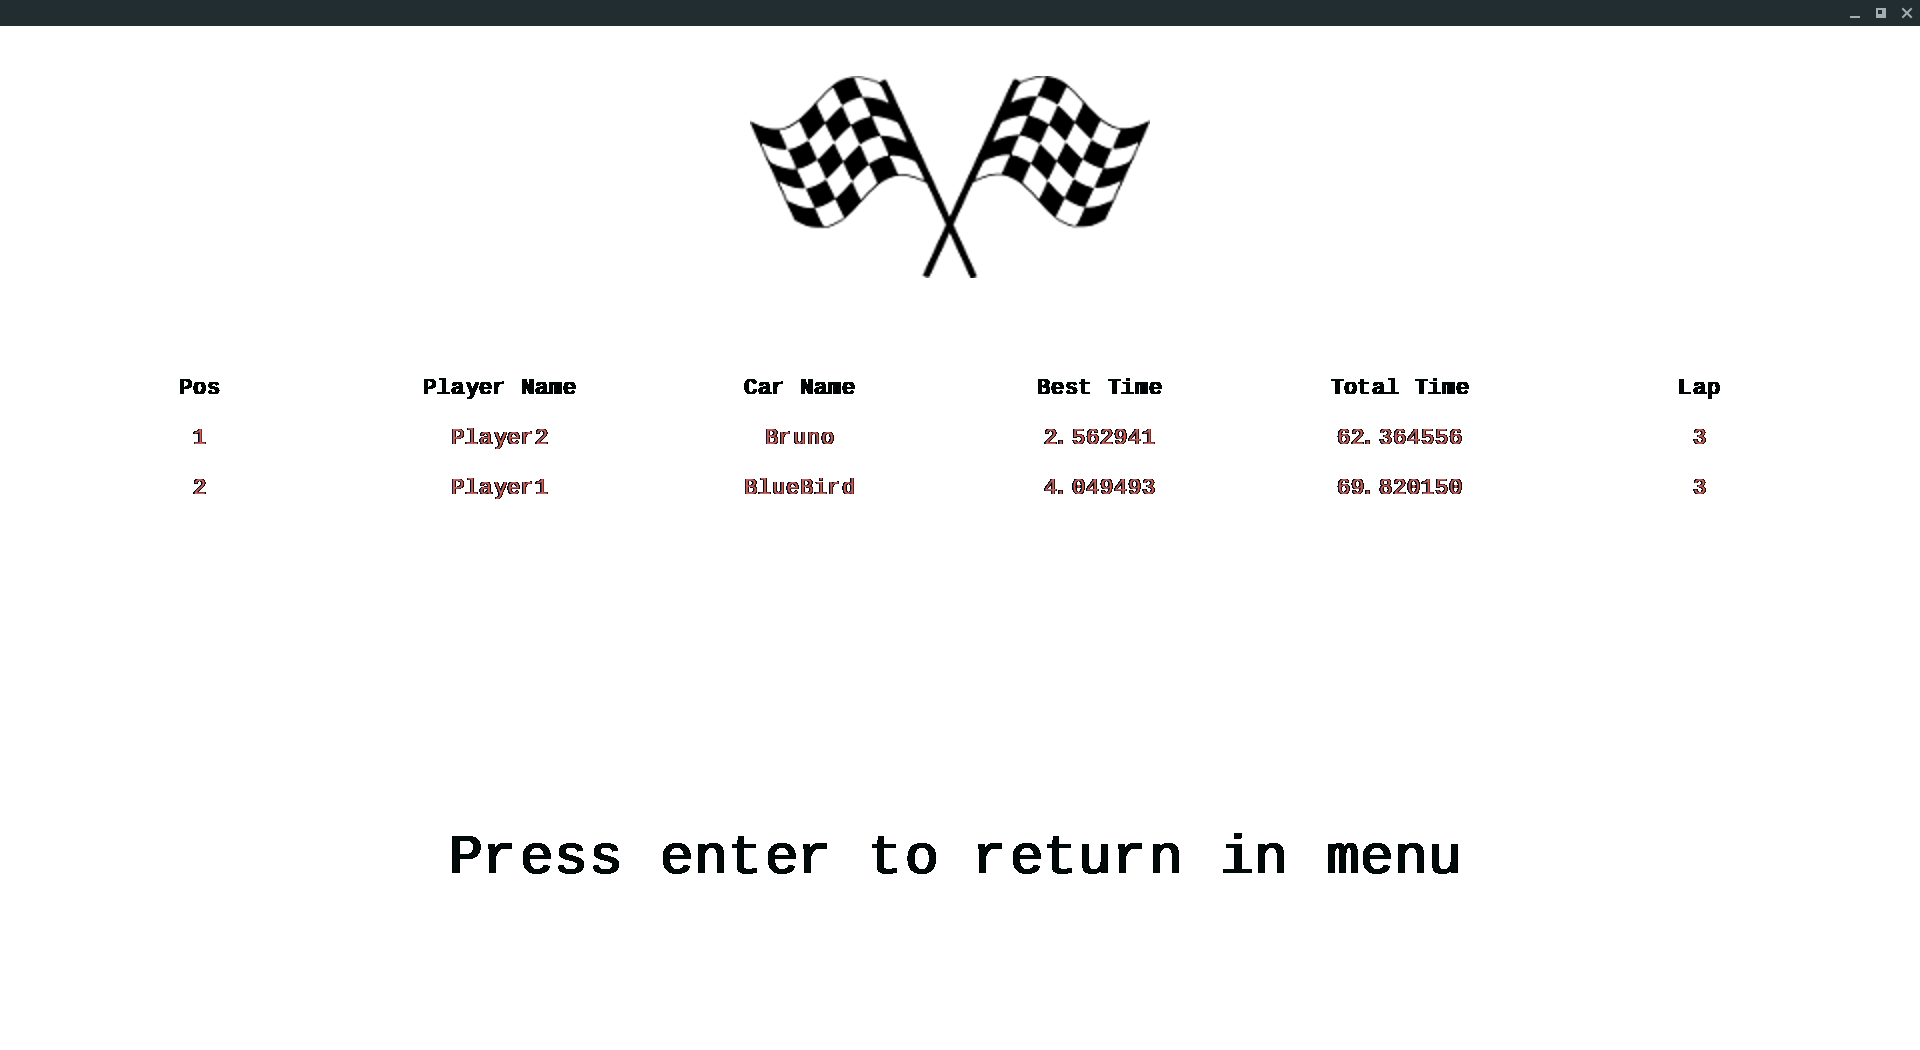 Pos Player Name Car Name Best Time Total Time Lap
1 Player2 Bruno 2.562941 62.364556 3
2 Player1 BlueBird 4.049493 69.820150 3
Press enter to return in menu